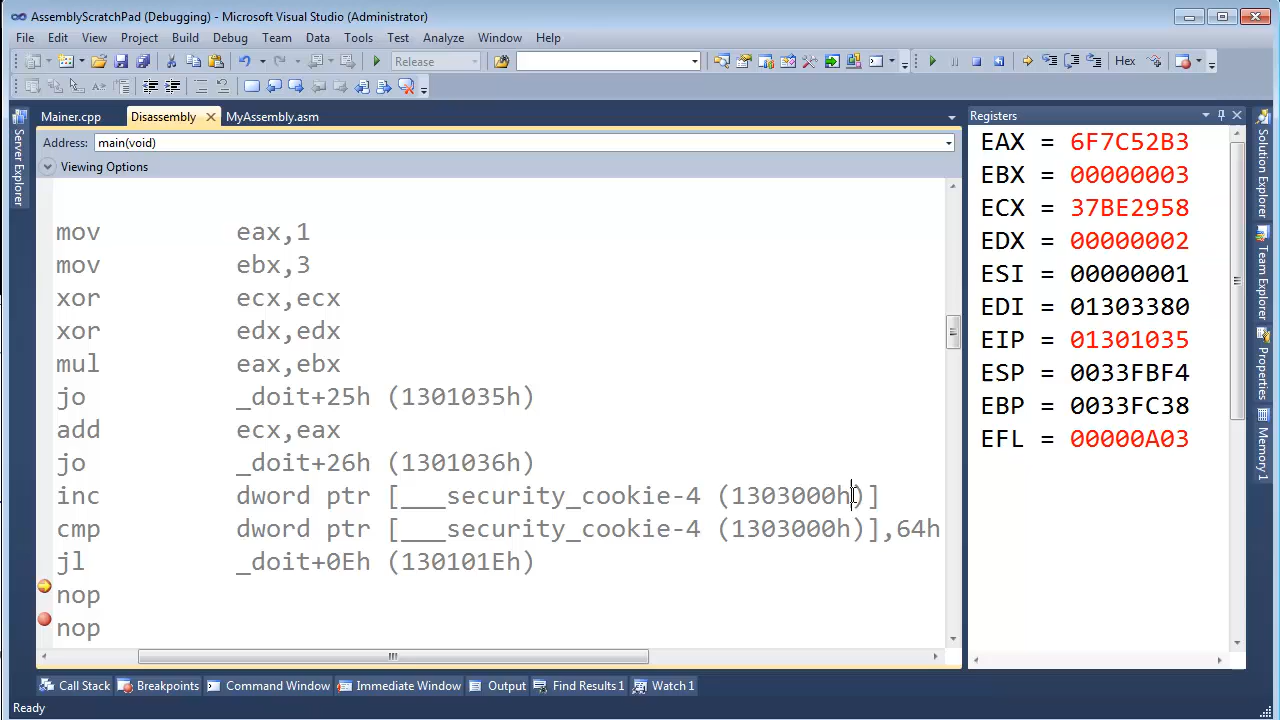 AssemblyScratchPad (Debugging) - Microsoft Visual Studio (Administrator)
File Edit View Project Build Debug Team Data Tools Test Analyze Window Help
Release Hex
Mainer.cpp Disassembly MyAssembly.asm
Address: main(void)
Viewing Options
mov eax,1
mov ebx,3
xor ecx,ecx
xor edx,edx
mul eax,ebx
jo _doit+25h (1301035h)
add ecx,eax
jo _doit+26h (1301036h)
inc dword ptr [___security_cookie-4 (1303000h)]
cmp dword ptr [___security_cookie-4 (1303000h)],64h
jl _doit+0Eh (130101Eh)
nop
nop
Registers
EAX = 6F7C52B3
EBX = 00000003
ECX = 37BE2958
EDX = 00000002
ESI = 00000001
EDI = 01303380
EIP = 01301035
ESP = 0033FBF4
EBP = 0033FC38
EFL = 00000A03
Server Explorer
Solution Explorer
Team Explorer
Properties
Memory 1
Call Stack Breakpoints Command Window Immediate Window Output Find Results 1 Watch 1
Ready